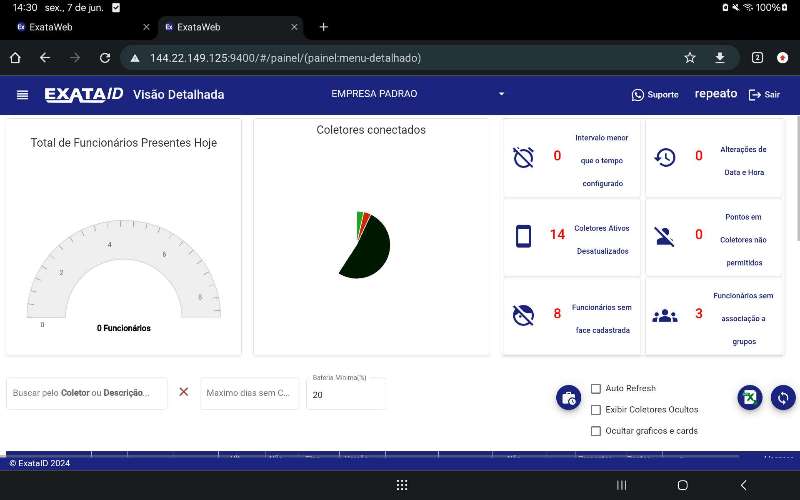 14:30 sex., 7 de jun.
100%
ExataWeb
ExataWeb
144.22.149.125:9400/#/painel/(painel:menu-detalhado)
2
EXATA ID Visão Detalhada
EMPRESA PADRAO
Suporte
repeato
Sair
Total de Funcionários Presentes Hoje
0
2
4
6
0 Funcionários
Coletores conectados
0
Intervalo menor
que o tempo
configurado
0
Alterações de
Data e Hora
14
Coletores Ativos
Desatualizados
0
Pontos em
Coletores não
permitidos
8
Funcionários sem
face cadastrada
3
Funcionários sem
associação a
grupos
Buscar pelo Coletor ou Descrição...
Maximo dias sem C...
Bateria Minima(%)
20
Auto Refresh
Exibir Coletores Ocultos
Ocultar graficos e cards
© ExataID 2024